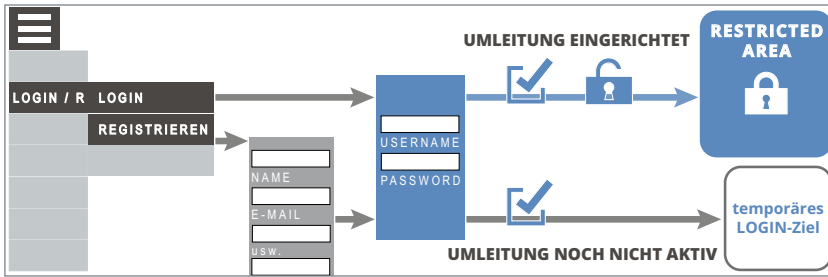 UMLEITUNG EINGERICHTET
RESTRICTED
AREA
LOGIN / R LOGIN
REGISTRIEREN
USERNAME
PASSWORD
NAME
E-MAIL
usw.
temporäres
LOGIN-Ziel
UMLEITUNG NOCH NICHT AKTIV